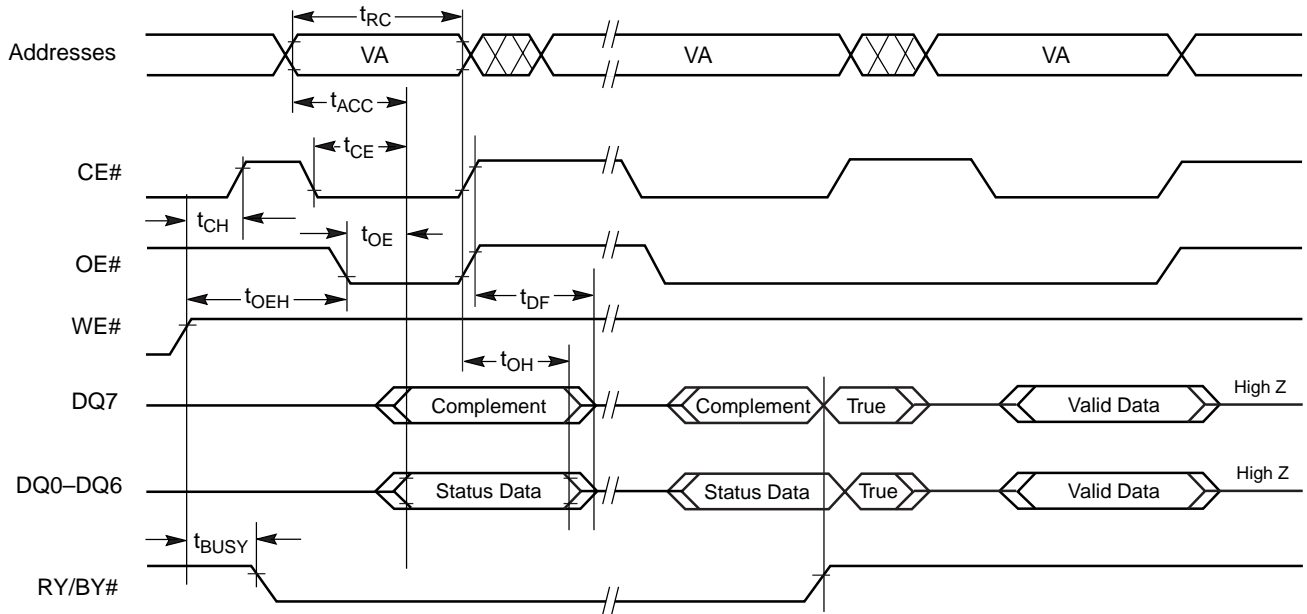 tRC
Addresses VA VA VA
tACC
tCE
CE#
tCH tOE
OE#
tOEH tDF
WE#
tOH
DQ7 Complement Complement True Valid Data High Z
DQ0–DQ6 Status Data Status Data True Valid Data High Z
tBUSY
RY/BY#